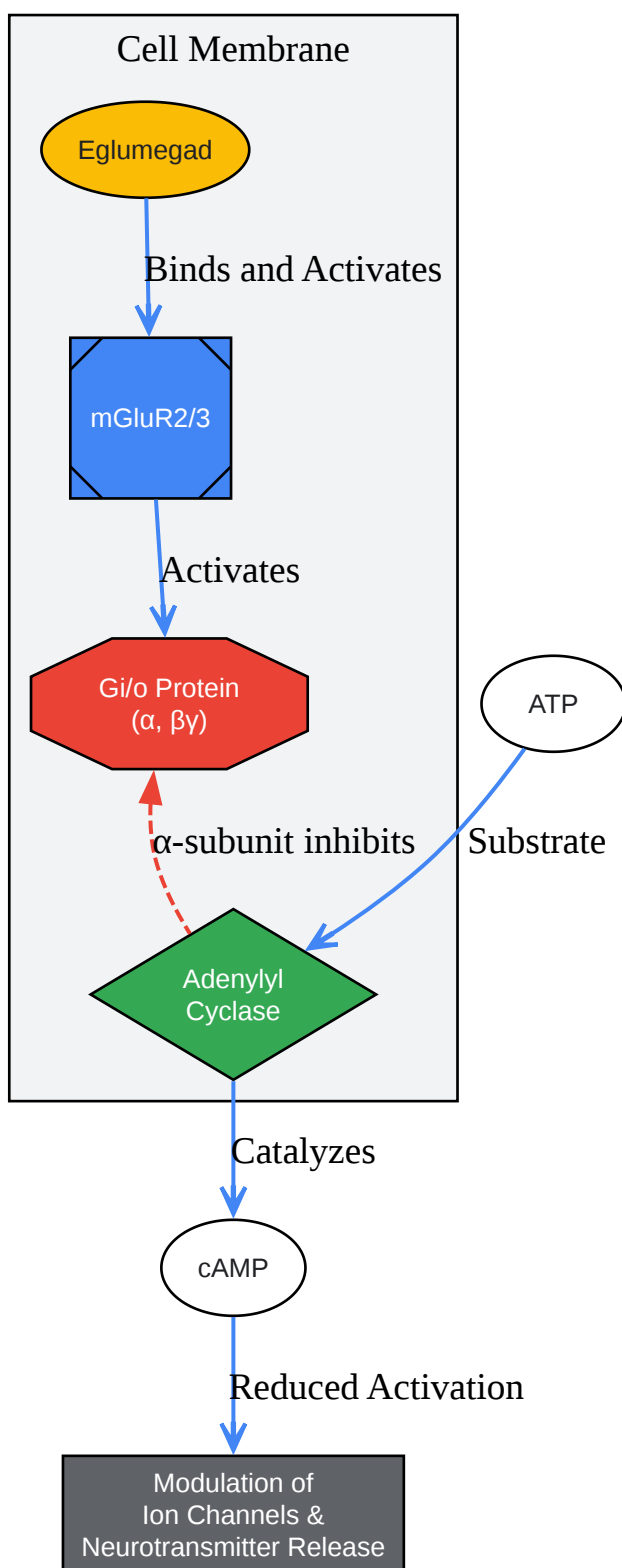 Cell Membrane
Eglumegad
Binds and Activates
mGluR2/3
Activates
Gi/o Protein
(α, βγ)
ATP
α-subunit inhibits
Substrate
Adenylyl
Cyclase
Catalyzes
cAMP
Reduced Activation
Modulation of
Ion Channels &
Neurotransmitter Release